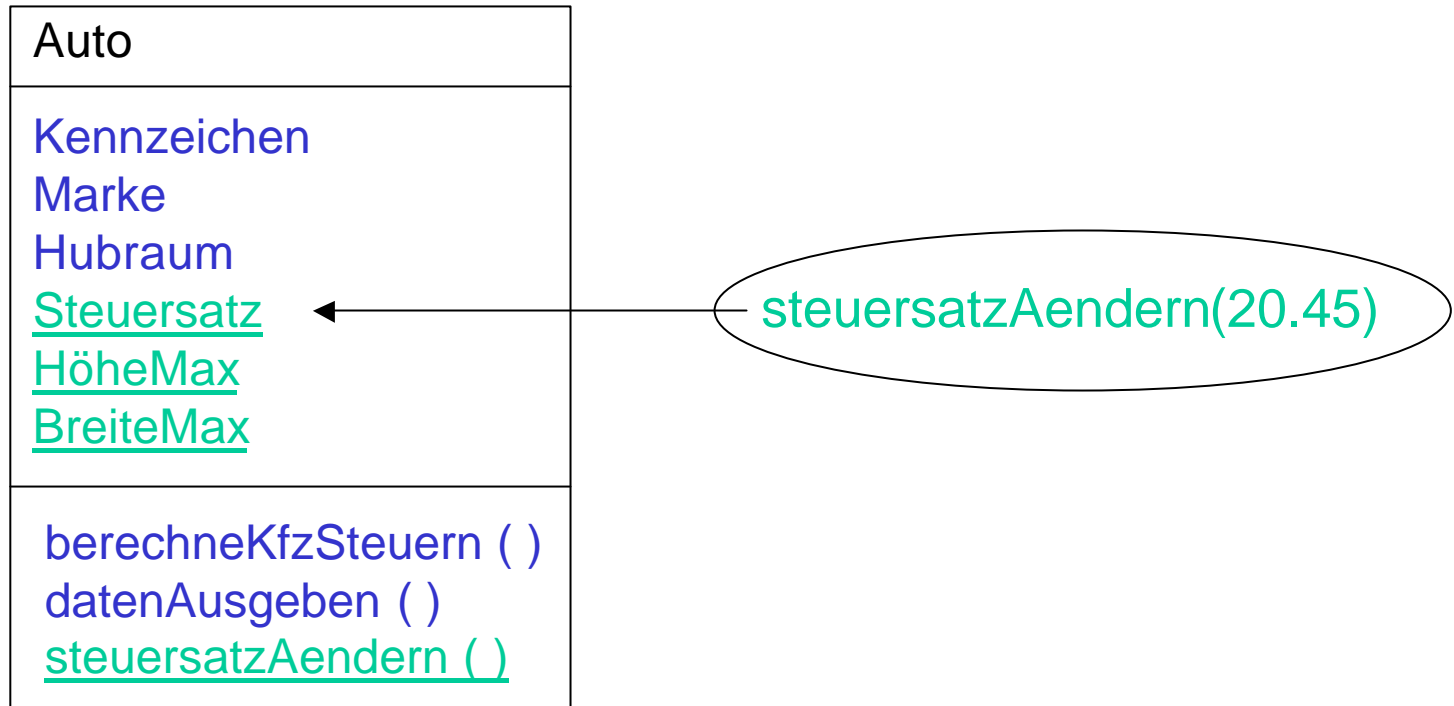 Auto
Kennzeichen
Marke
Hubraum
Steuersatz
HöheMax
BreiteMax
steuersatzAendern(20.45)
berechneKfzSteuern ( )
datenAusgeben ( )
steuersatzAendern ( )